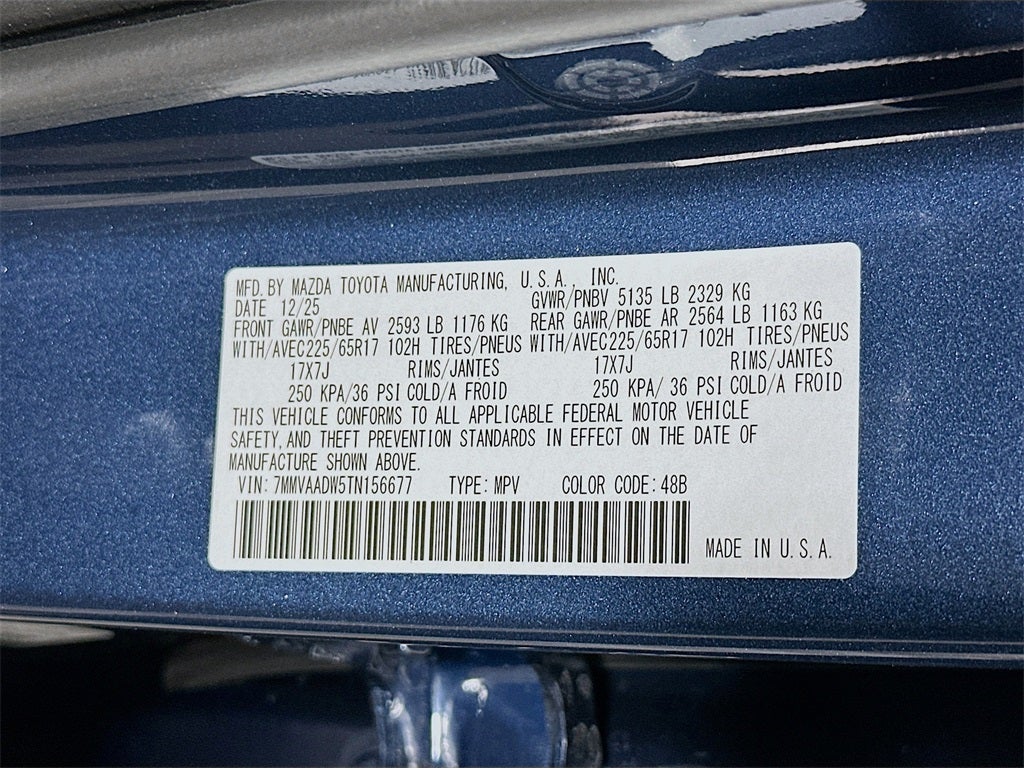 MFD. BY MAZDA TOYOTA MANUFACTURING, U.S.A., INC.
DATE 12/25 GVWR/PNBV 5135 LB 2329 KG
FRONT GAWR/PNBE AV 2593 LB 1176 KG REAR GAWR/PNBE AR 2564 LB 1163 KG
WITH/AVEC225/65R17 102H TIRES/PNEUS WITH/AVEC225/65R17 102H TIRES/PNEUS
17X7J RIMS/JANTES 17X7J RIMS/JANTES
250 KPA/36 PSI COLD/A FROID 250 KPA/ 36 PSI COLD/A FROID
THIS VEHICLE CONFORMS TO ALL APPLICABLE FEDERAL MOTOR VEHICLE
SAFETY, AND THEFT PREVENTION STANDARDS IN EFFECT ON THE DATE OF
MANUFACTURE SHOWN ABOVE.
VIN: 7MMVAADW5TN156677 TYPE: MPV COLOR CODE: 48B
MADE IN U.S.A.